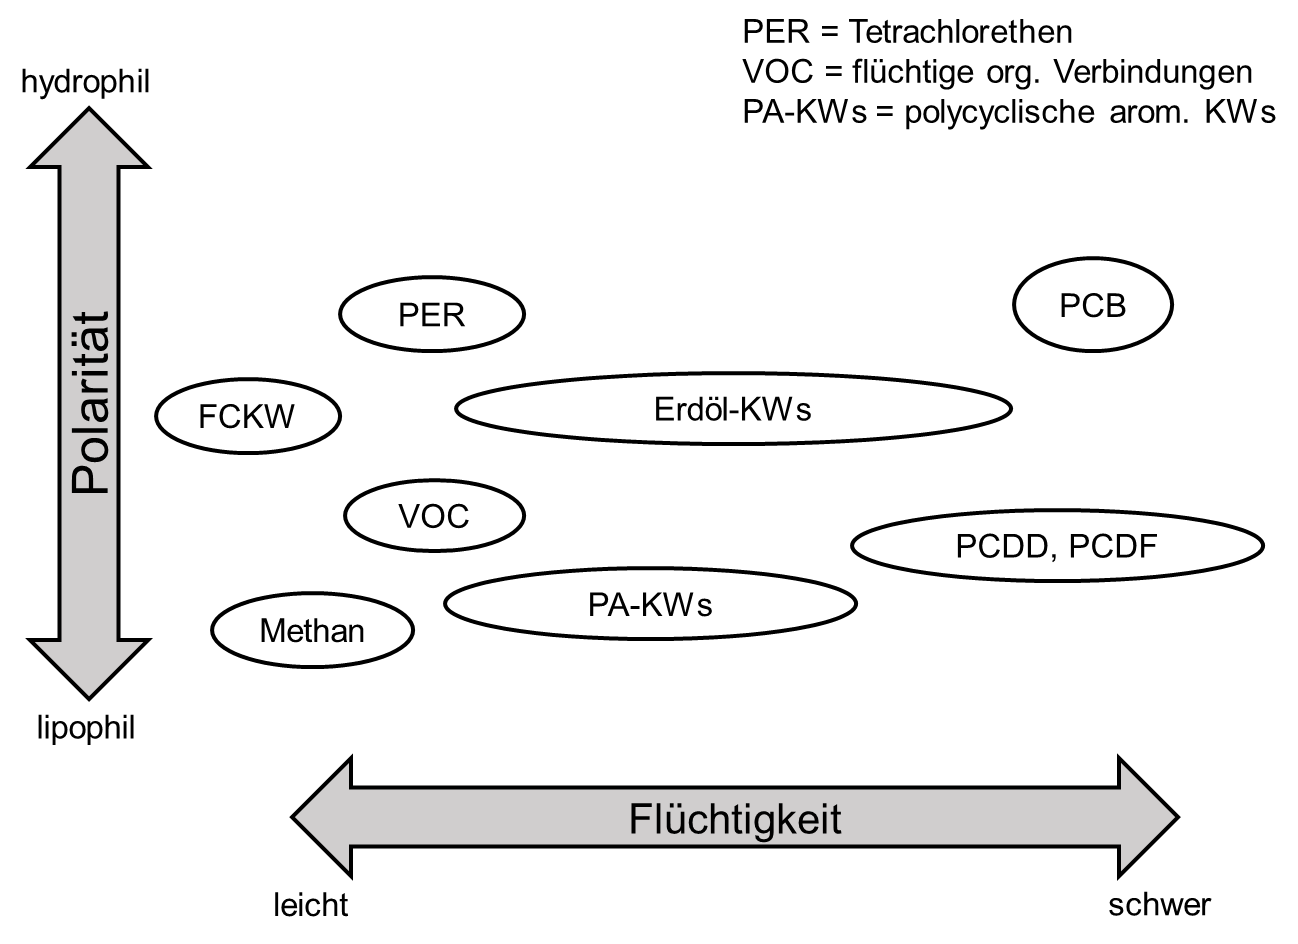 PER = Tetrachlorethen
VOC = flüchtige org. Verbindungen
PA-KWs = polycyclische arom. KWs
hydrophil
Polarität
lipophil
PER
PCB
FCKW
Erdöl-KWs
VOC
PCDD, PCDF
PA-KWs
Methan
Flüchtigkeit
leicht
schwer